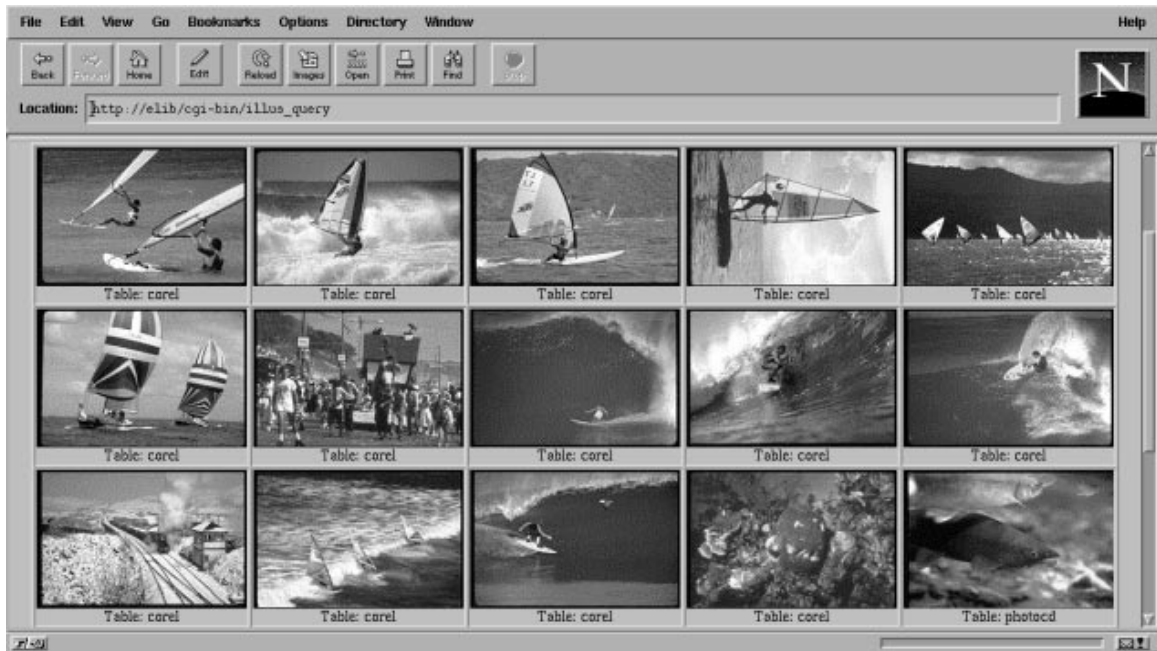 File Edit View Go Bookmarks Options Directory Window Help
Back Forward Home Edit Reload Images Open Print Find Stop
N
Location: http://elib/cgi-bin/illus_query
Table: corel Table: corel Table: corel Table: corel Table: corel
Table: corel Table: corel Table: corel Table: corel Table: corel
Table: corel Table: corel Table: corel Table: corel Table: photocd